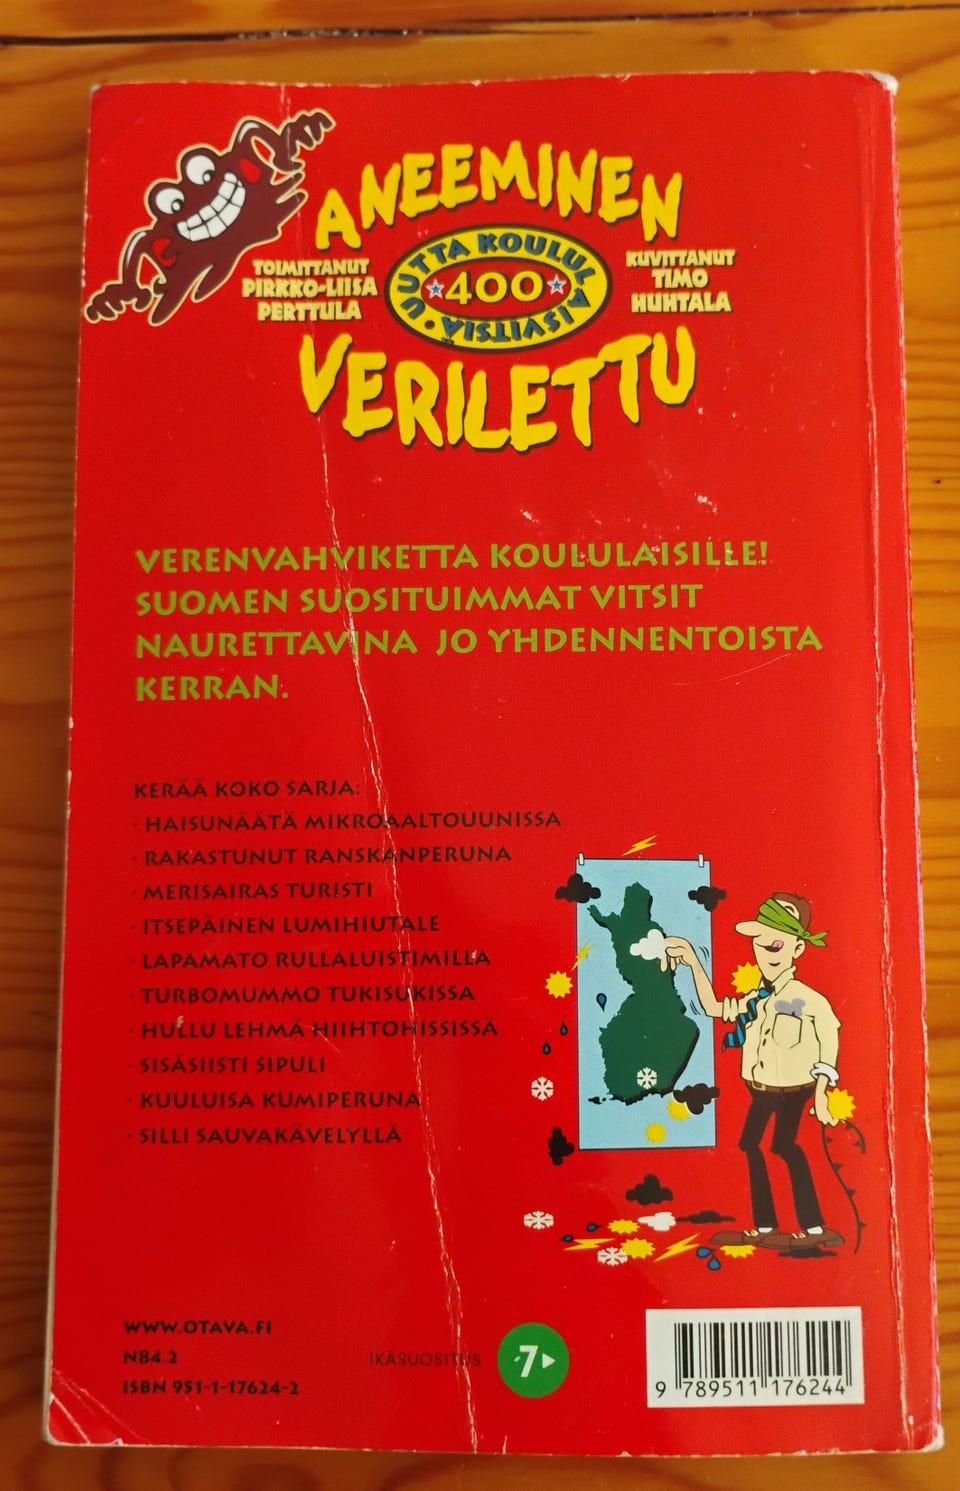 ANEEMINEN
TOIMITTANUT
PIRKKO-LIISA
PERTTULA
UUTTA KOULULAISVITSIÄ
400
KUVITTANUT
TIMO
HUHTALA
VERILETTU
VERENVAHVIKETTA KOULULAISILLE!
SUOMEN SUOSITUIMMAT VITSIT
NAURETTAVINA JO YHDENNENTOISTA
KERRAN.
KERÄÄ KOKO SARJA:
· HAISUNÄÄTÄ MIKROAALTOUUNISSA
· RAKASTUNUT RANSKANPERUNA
· MERISAIRAS TURISTI
· ITSEPÄINEN LUMIHIUTALE
· LAPAMATO RULLALUISTIMILLA
· TURBOMUMMO TUKISUKISSA
· HULLU LEHMÄ HIIHTOHISSISSÄ
· SISÄSIISTI SIPULI
· KUULUISA KUMIPERUNA
· SILLI SAUVAKÄVELYLLÄ
WWW.OTAVA.FI
N84.2
ISBN 951-1-17624-2
IKÄSUOSITUS
·7
9 789511 176244